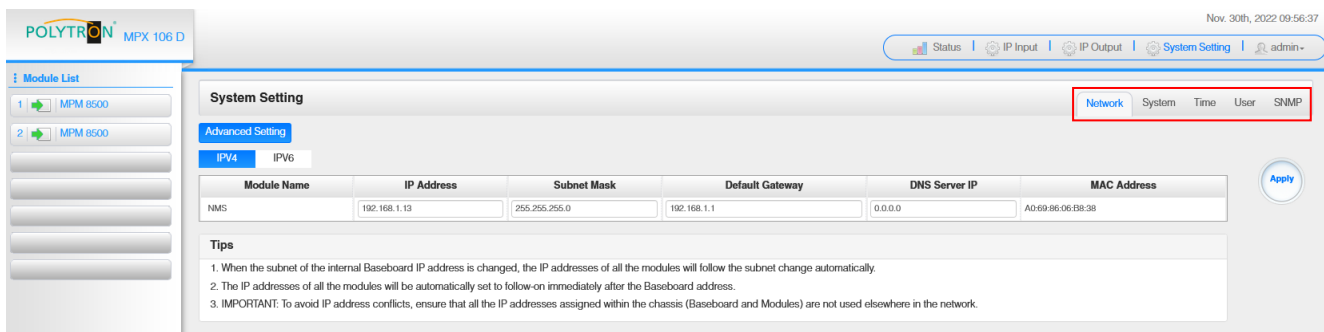 Nov. 30th, 2022 09:56:37
POLYTRON MPX 106 D
Status IP Input IP Output System Setting admin
Module List
1 MPM 8500
2 MPM 8500
System Setting
Network System Time User SNMP
Advanced Setting
IPV4 IPV6
Module Name IP Address Subnet Mask Default Gateway DNS Server IP MAC Address
NMS 192.168.1.13 255.255.255.0 192.168.1.1 0.0.0.0 A0:69:86:06:B8:38
Apply
Tips
1. When the subnet of the internal Baseboard IP address is changed, the IP addresses of all the modules will follow the subnet change automatically.
2. The IP addresses of all the modules will be automatically set to follow-on immediately after the Baseboard address.
3. IMPORTANT: To avoid IP address conflicts, ensure that all the IP addresses assigned within the chassis (Baseboard and Modules) are not used elsewhere in the network.